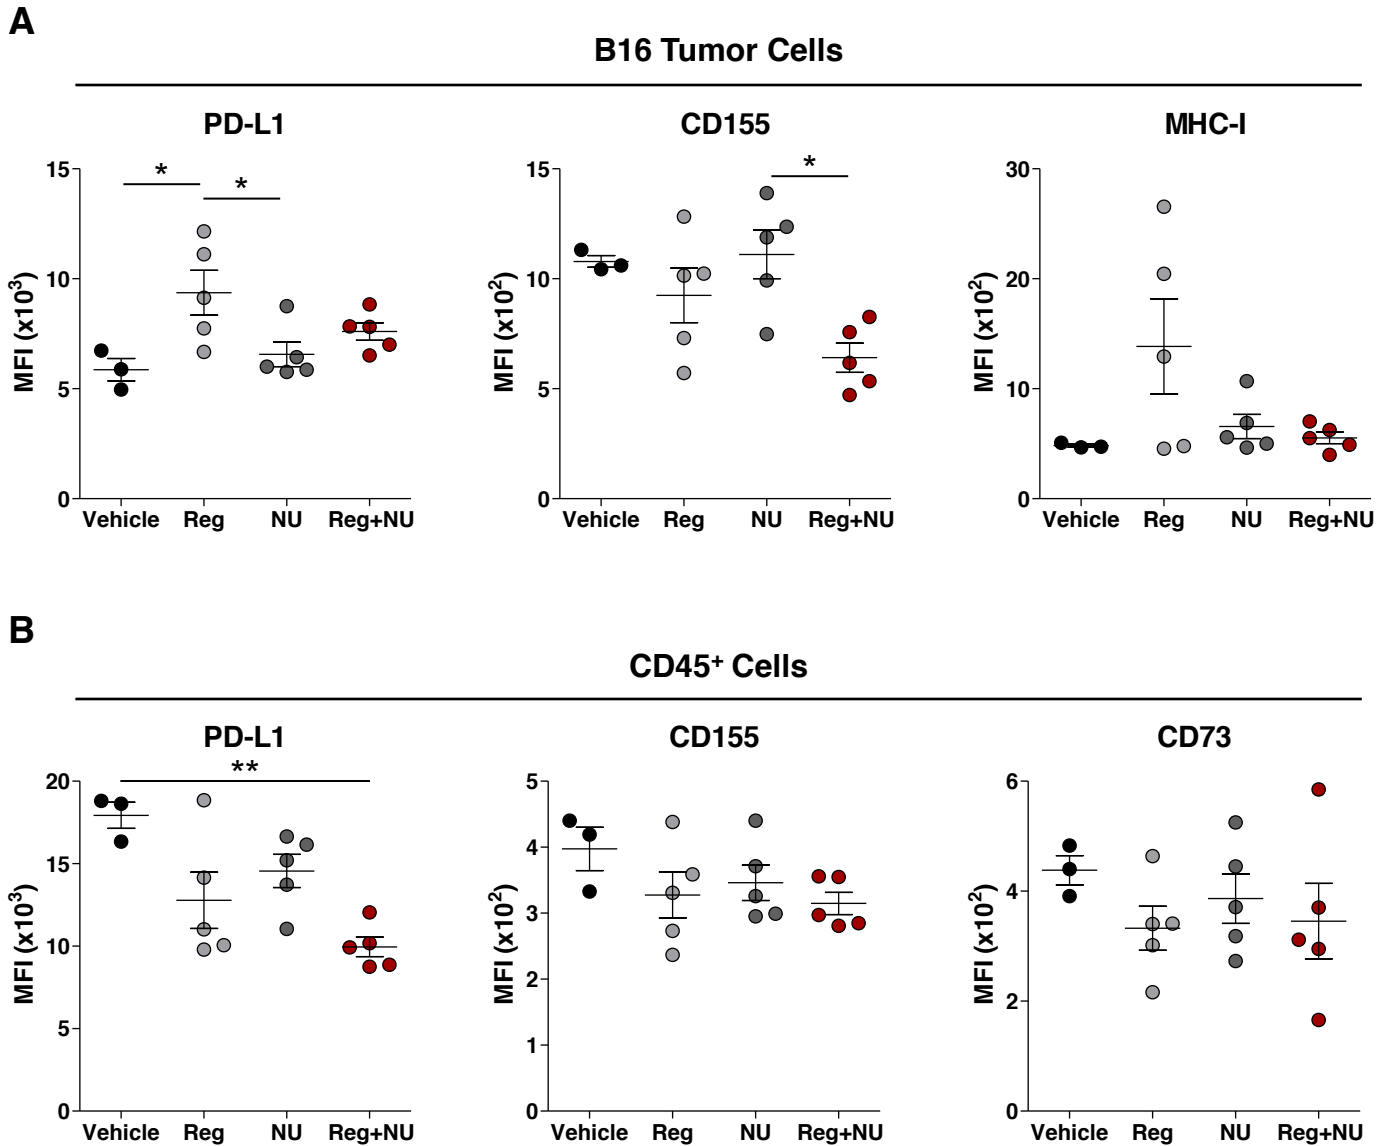 A
B16 Tumor Cells
PD-L1
CD155
MHC-I
MFI (x10³)
15
10
5
0
*
*
Vehicle
Reg
NU
Reg+NU
MFI (x10²)
15
10
5
0
*
Vehicle
Reg
NU
Reg+NU
MFI (x10²)
30
20
10
0
Vehicle
Reg
NU
Reg+NU
B
CD45⁺ Cells
PD-L1
CD155
CD73
MFI (x10³)
20
15
10
5
0
**
Vehicle
Reg
NU
Reg+NU
MFI (x10²)
5
4
3
2
1
0
Vehicle
Reg
NU
Reg+NU
MFI (x10²)
6
4
2
0
Vehicle
Reg
NU
Reg+NU